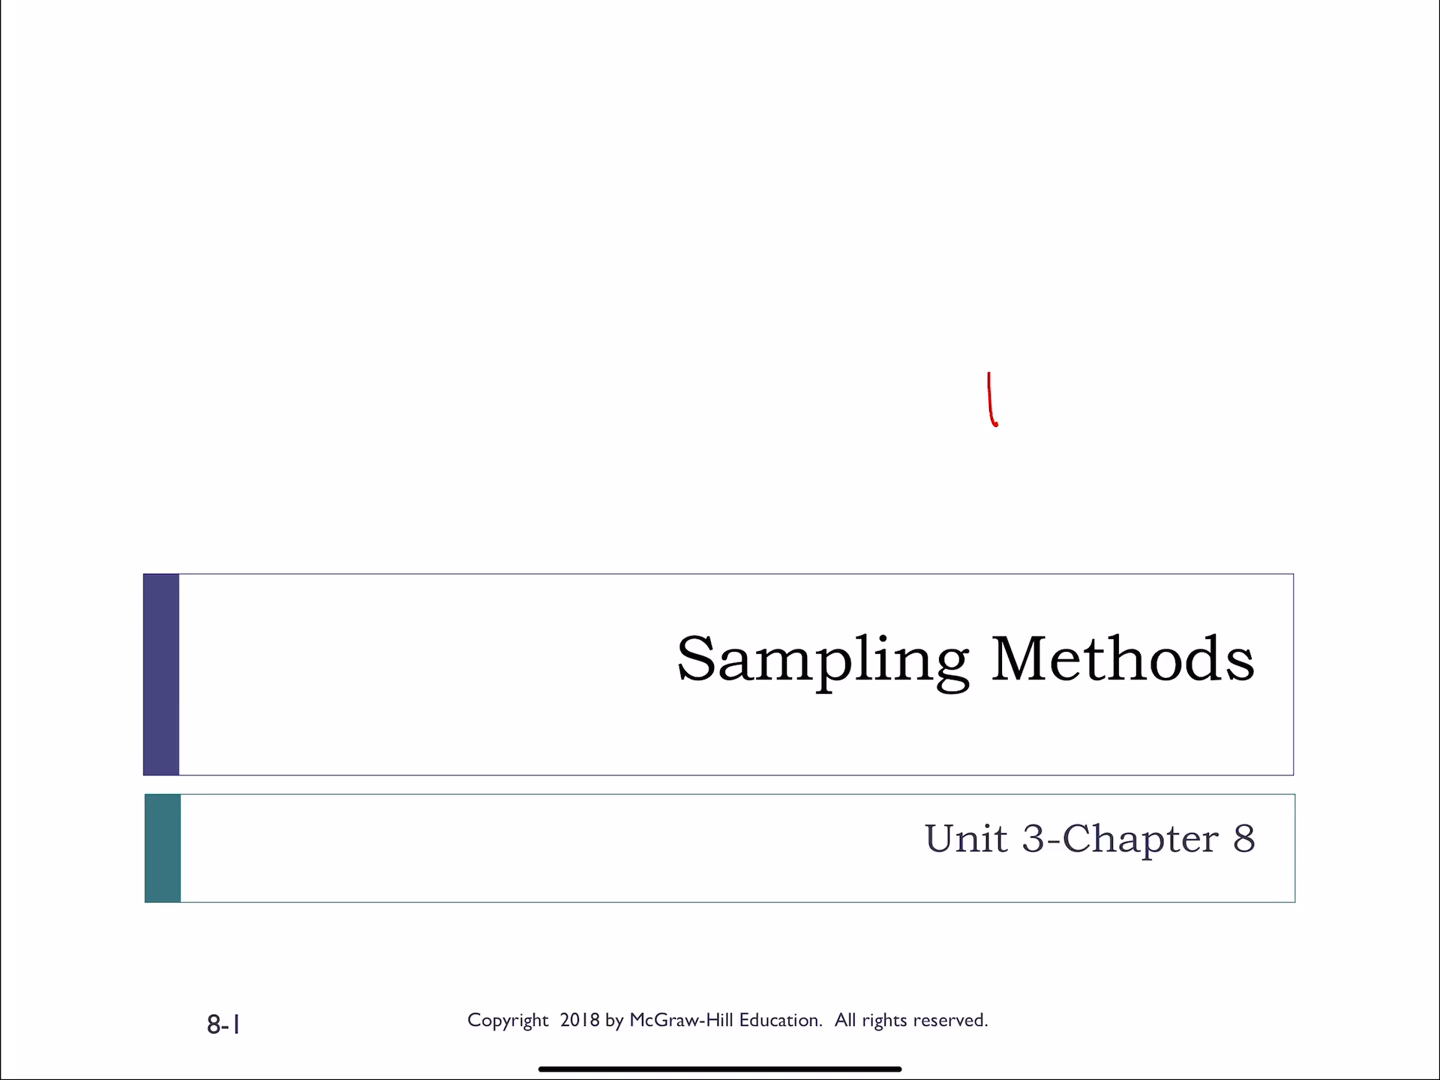 Sampling Methods
Unit 3-Chapter 8
8-1
Copyright  2018 by McGraw-Hill Education.  All rights reserved.